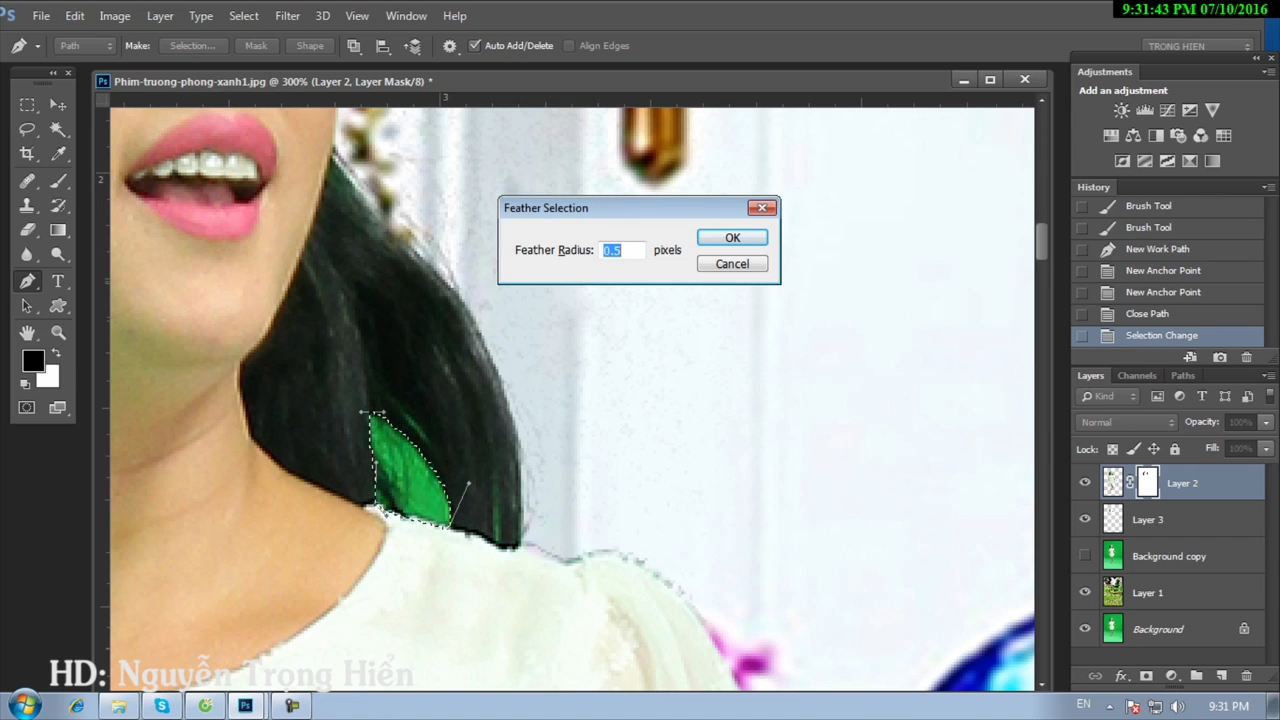 9:31:43 PM 07/10/2016
Ps File Edit Image Layer Type Select Filter 3D View Window Help
Path Make: Selection... Mask Shape Auto Add/Delete Align Edges TRONG HIEN
Ps Phim-truong-phong-xanh1.jpg @ 300% (Layer 2, Layer Mask/8) *
3
2
Feather Selection
Feather Radius: 0.5 pixels
OK
Cancel
Adjustments
Add an adjustment
History
Brush Tool
Brush Tool
New Work Path
New Anchor Point
New Anchor Point
Close Path
Selection Change
Layers Channels Paths
Kind
Normal Opacity: 100%
Lock: Fill: 100%
Layer 2
Layer 3
Background copy
Layer 1
Background
HD: Nguyễn Trọng Hiển
Ps EN 9:31 PM